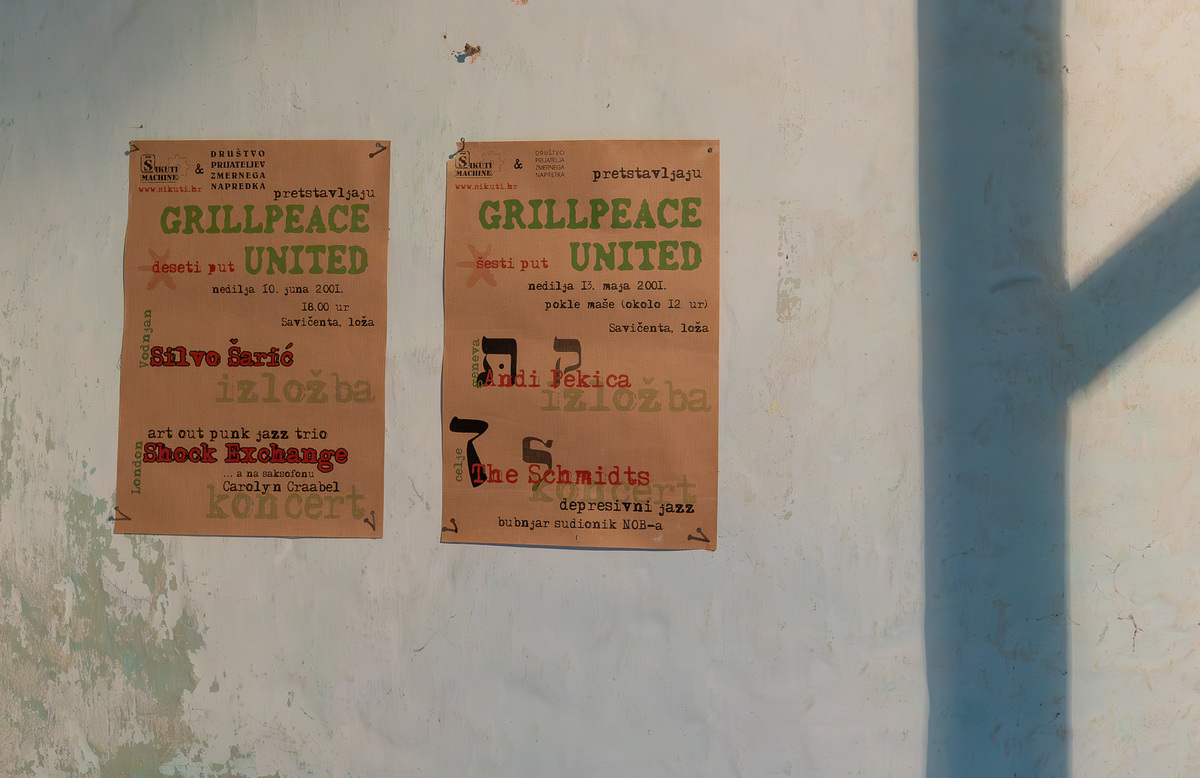 ŠIKUTI
MACHINE
&
DRUŠTVO
PRIJATELJEV
ZMERNEGA
NAPREDKA
www.sikuti.hr
pretstavljaju
GRILLPEACE
UNITED
deseti put
nedilja 10. juna 2001.
18.00 ur
Savičenta, loža
Vodnjan
Silvo Šarić
izložba
art out punk jazz trio
London
Shock Exchange
... a na saksofonu
Carolyn Craabel
koncert
ŠIKUTI
MACHINE
&
DRUŠTVO
PRIJATELJA
ZMERNEGA
NAPRETKA
www.sikuti.hr
pretstavljaju
GRILLPEACE
UNITED
šesti put
nedilja 13. maja 2001.
pokle maše (okolo 12 ur)
Savičenta, loža
geneva
Andi Pekica
izložba
celje
The Schmidts
koncert
depresivni jazz
bubnjar sudionik NOB-a